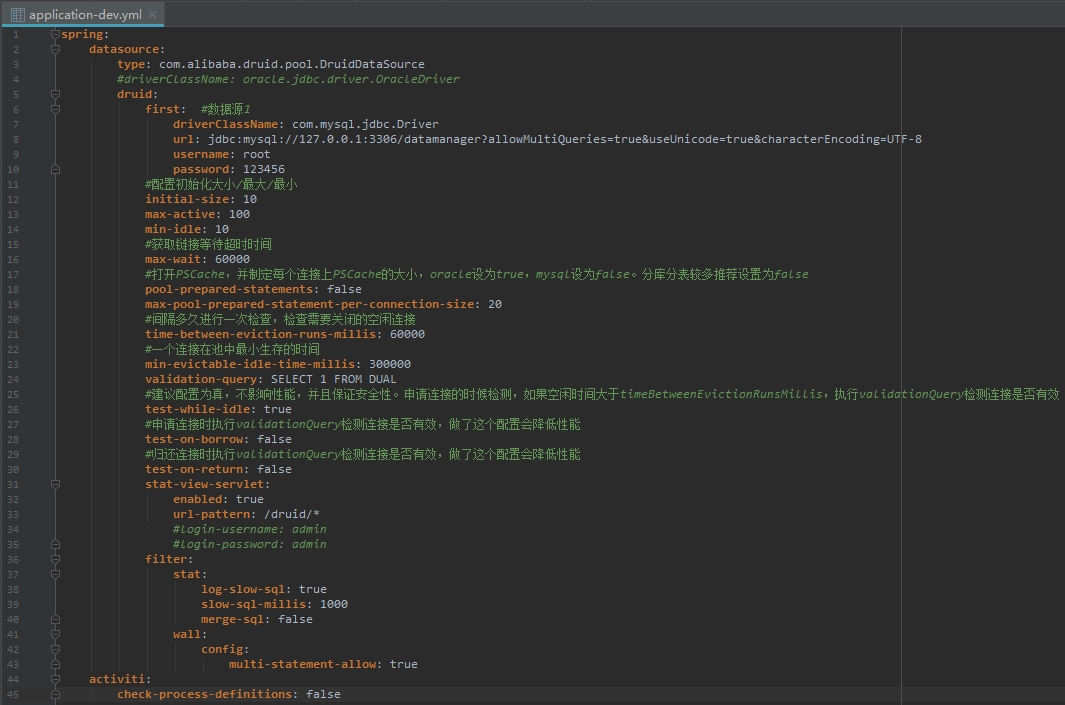 application-dev.yml
1 spring:
2 datasource:
3 type: com.alibaba.druid.pool.DruidDataSource
4 #driverClassName: oracle.jdbc.driver.OracleDriver
5 druid:
6 first: #数据源1
7 driverClassName: com.mysql.jdbc.Driver
8 url: jdbc:mysql://127.0.0.1:3306/datamanager?allowMultiQueries=true&useUnicode=true&characterEncoding=UTF-8
9 username: root
10 password: 123456
11 #配置初始化大小/最大/最小
12 initial-size: 10
13 max-active: 100
14 min-idle: 10
15 #获取链接等待超时时间
16 max-wait: 60000
17 #打开PSCache，并制定每个连接上PSCache的大小，oracle设为true，mysql设为false。分库分表较多推荐设置为false
18 pool-prepared-statements: false
19 max-pool-prepared-statement-per-connection-size: 20
20 #间隔多久进行一次检查，检查需要关闭的空闲连接
21 time-between-eviction-runs-millis: 60000
22 #一个连接在池中最小生存的时间
23 min-evictable-idle-time-millis: 300000
24 validation-query: SELECT 1 FROM DUAL
25 #建议配置为真，不影响性能，并且保证安全性。申请连接的时候检测，如果空闲时间大于timeBetweenEvictionRunsMillis，执行validationQuery检测连接是否有效
26 test-while-idle: true
27 #申请连接时执行validationQuery检测连接是否有效，做了这个配置会降低性能
28 test-on-borrow: false
29 #归还连接时执行validationQuery检测连接是否有效，做了这个配置会降低性能
30 test-on-return: false
31 stat-view-servlet:
32 enabled: true
33 url-pattern: /druid/*
34 #login-username: admin
35 #login-password: admin
36 filter:
37 stat:
38 log-slow-sql: true
39 slow-sql-millis: 1000
40 merge-sql: false
41 wall:
42 config:
43 multi-statement-allow: true
44 activiti:
45 check-process-definitions: false